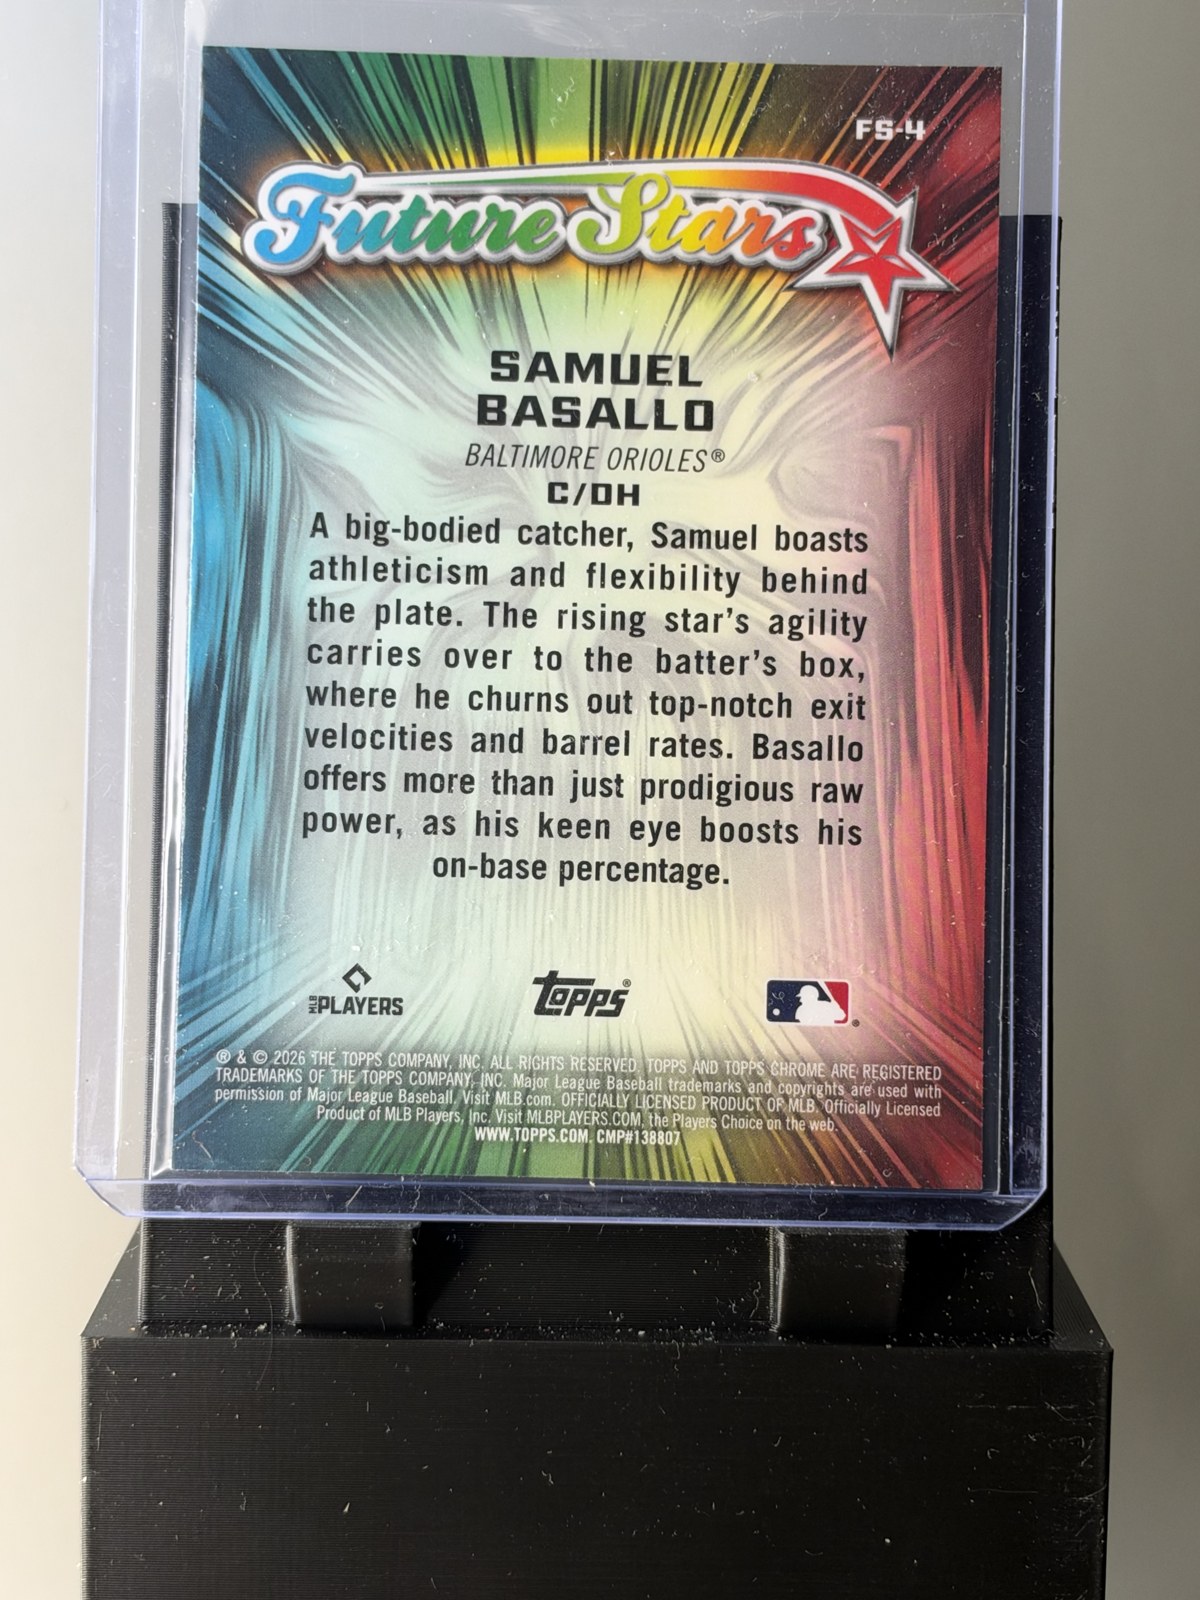 FS-4
Future Stars
SAMUEL
BASALLO
BALTIMORE ORIOLES®
C/DH
A big-bodied catcher, Samuel boasts
athleticism and flexibility behind
the plate. The rising star's agility
carries over to the batter's box,
where he churns out top-notch exit
velocities and barrel rates. Basallo
offers more than just prodigious raw
power, as his keen eye boosts his
on-base percentage.
MLB PLAYERS
Topps®
® & © 2026 THE TOPPS COMPANY, INC. ALL RIGHTS RESERVED. TOPPS AND TOPPS CHROME ARE REGISTERED
TRADEMARKS OF THE TOPPS COMPANY, INC. Major League Baseball trademarks and copyrights are used with
permission of Major League Baseball. Visit MLB.com. OFFICIALLY LICENSED PRODUCT OF MLB. Officially Licensed
Product of MLB Players, Inc. Visit MLBPLAYERS.COM, the Players Choice on the web.
WWW.TOPPS.COM. CMP#138807